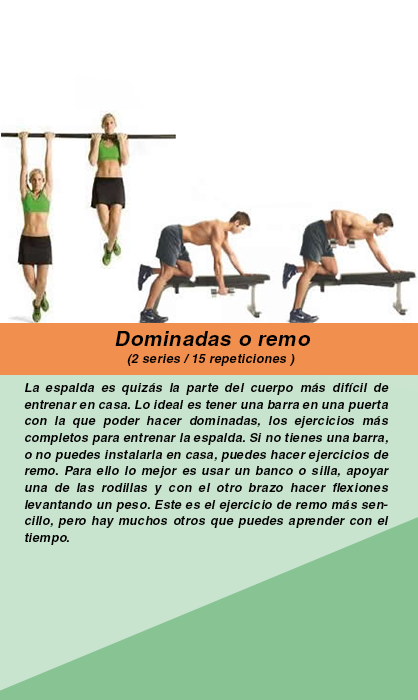 Dominadas o remo
(2 series / 15 repeticiones )
La espalda es quizás la parte del cuerpo más difícil de
entrenar en casa. Lo ideal es tener una barra en una puerta
con la que poder hacer dominadas, los ejercicios más
completos para entrenar la espalda. Si no tienes una barra,
o no puedes instalarla en casa, puedes hacer ejercicios de
remo. Para ello lo mejor es usar un banco o silla, apoyar
una de las rodillas y con el otro brazo hacer flexiones
levantando un peso. Este es el ejercicio de remo más sen-
cillo, pero hay muchos otros que puedes aprender con el
tiempo.